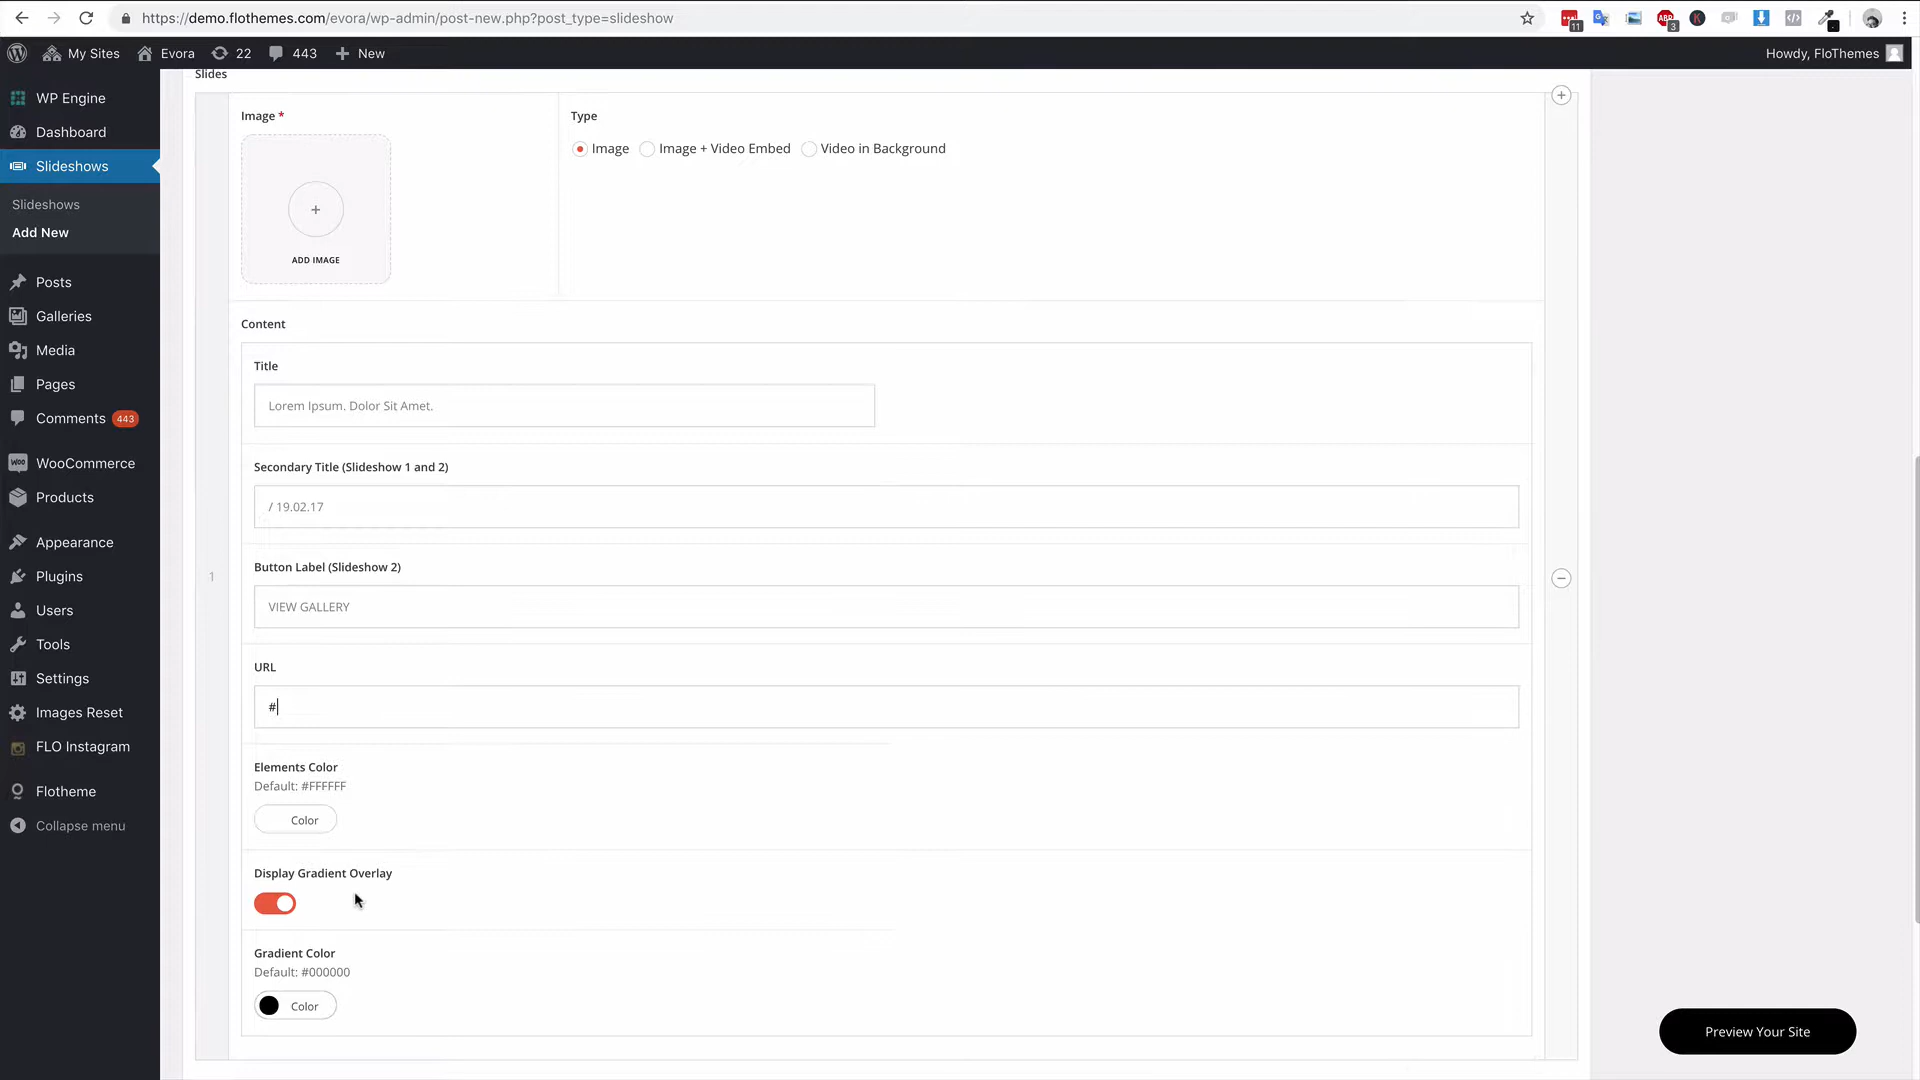 https://demo.flothemes.com/evora/wp-admin/post-new.php?post_type=slideshow
11
3
My Sites
Evora
22
443
New
Howdy, FloThemes
WP Engine
Dashboard
Slideshows
Slideshows
Add New
Posts
Galleries
Media
Pages
Comments 443
WooCommerce
Products
Appearance
Plugins
Users
Tools
Settings
Images Reset
FLO Instagram
Flotheme
Collapse menu
Slides
Image *
ADD IMAGE
Type
Image
Image + Video Embed
Video in Background
Content
Title
Lorem Ipsum. Dolor Sit Amet.
Secondary Title (Slideshow 1 and 2)
/ 19.02.17
Button Label (Slideshow 2)
1
VIEW GALLERY
URL
#
Elements Color
Default: #FFFFFF
Color
Display Gradient Overlay
Gradient Color
Default: #000000
Color
Preview Your Site